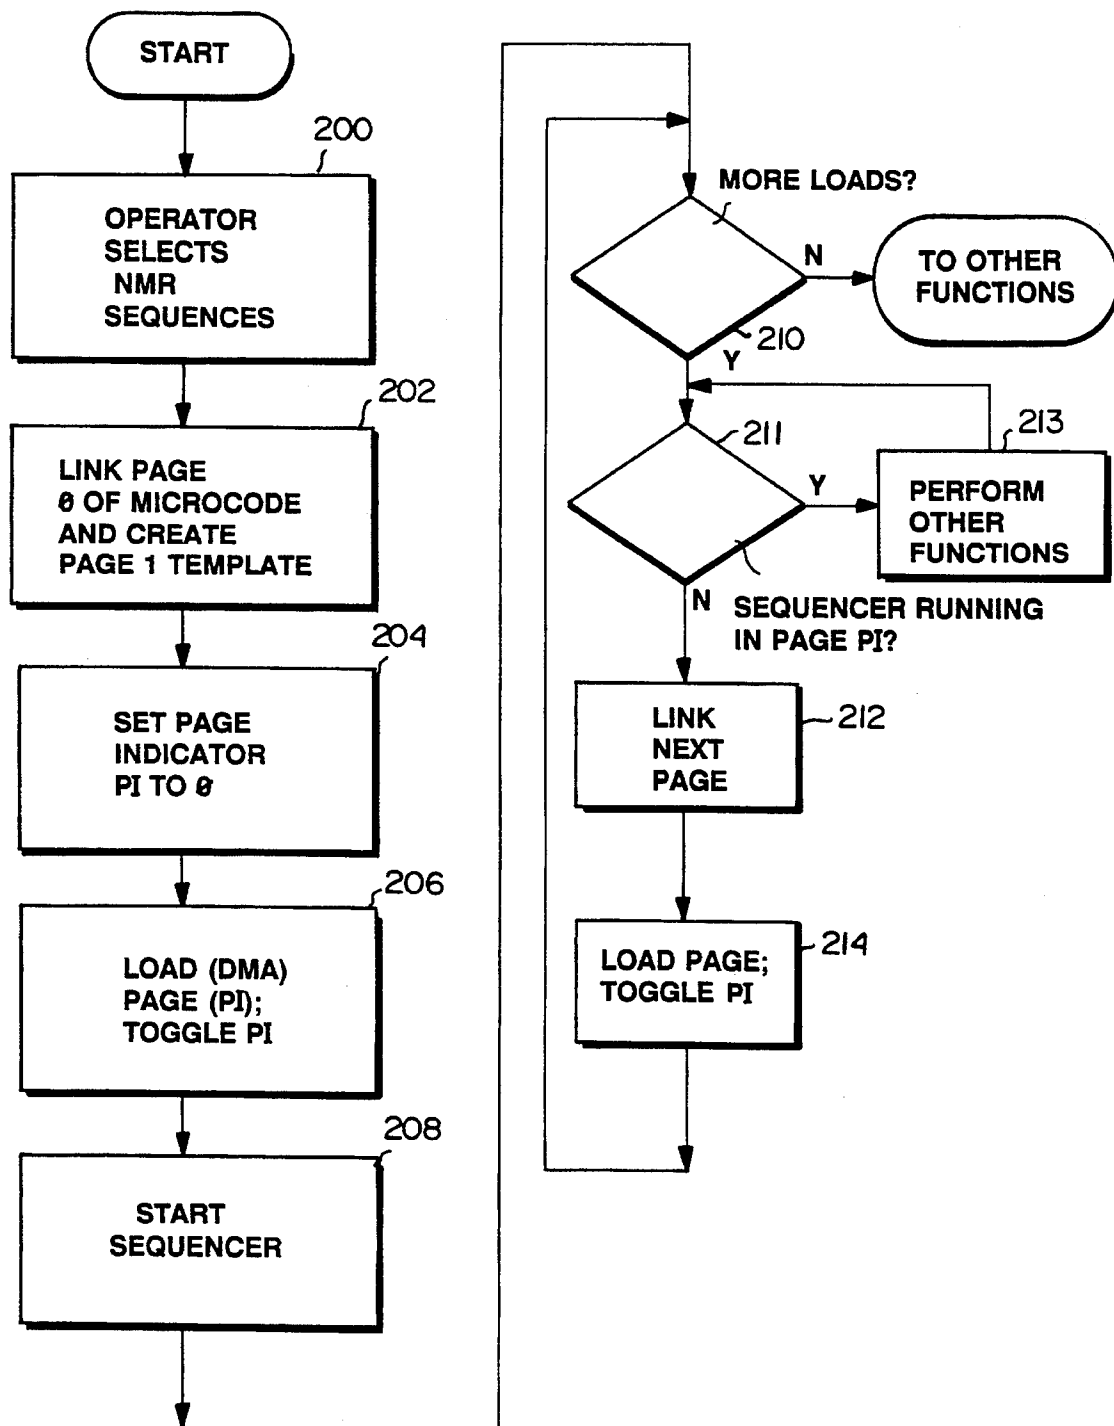 START
200
OPERATOR
SELECTS
NMR
SEQUENCES
202
LINK PAGE
0 OF MICROCODE
AND CREATE
PAGE 1 TEMPLATE
204
SET PAGE
INDICATOR
PI TO 0
206
LOAD (DMA)
PAGE (PI);
TOGGLE PI
208
START
SEQUENCER
MORE LOADS?
N
TO OTHER
FUNCTIONS
210
Y
211
213
Y
PERFORM
OTHER
FUNCTIONS
N
SEQUENCER RUNNING
IN PAGE PI?
LINK
NEXT
PAGE
212
LOAD PAGE;
TOGGLE PI
214